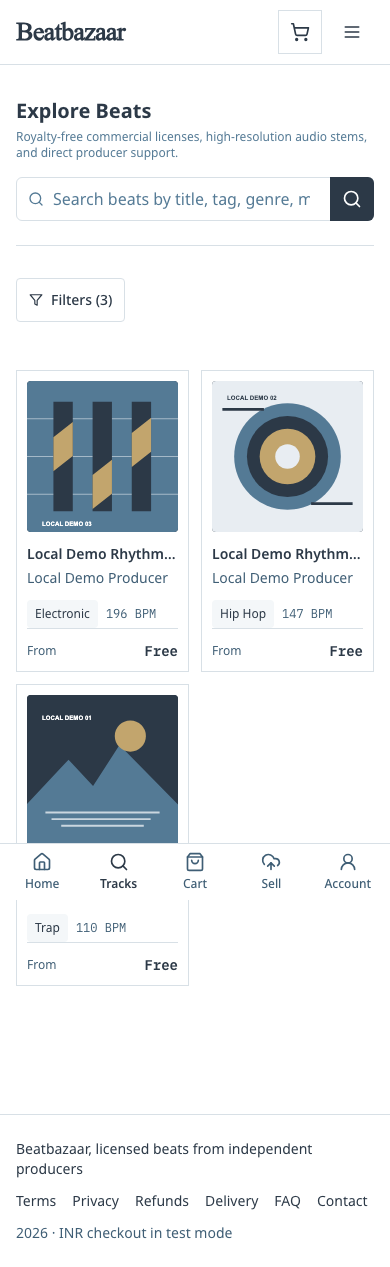 Beatbazaar
Explore Beats
Royalty-free commercial licenses, high-resolution audio stems,
and direct producer support.
Search beats by title, tag, genre, m
Filters (3)
LOCAL DEMO 03
Local Demo Rhythm...
Local Demo Producer
Electronic 196 BPM
From Free
LOCAL DEMO 02
Local Demo Rhythm...
Local Demo Producer
Hip Hop 147 BPM
From Free
LOCAL DEMO 01
Home Tracks Cart Sell Account
Trap 110 BPM
From Free
Beatbazaar, licensed beats from independent
producers
Terms Privacy Refunds Delivery FAQ Contact
2026 · INR checkout in test mode